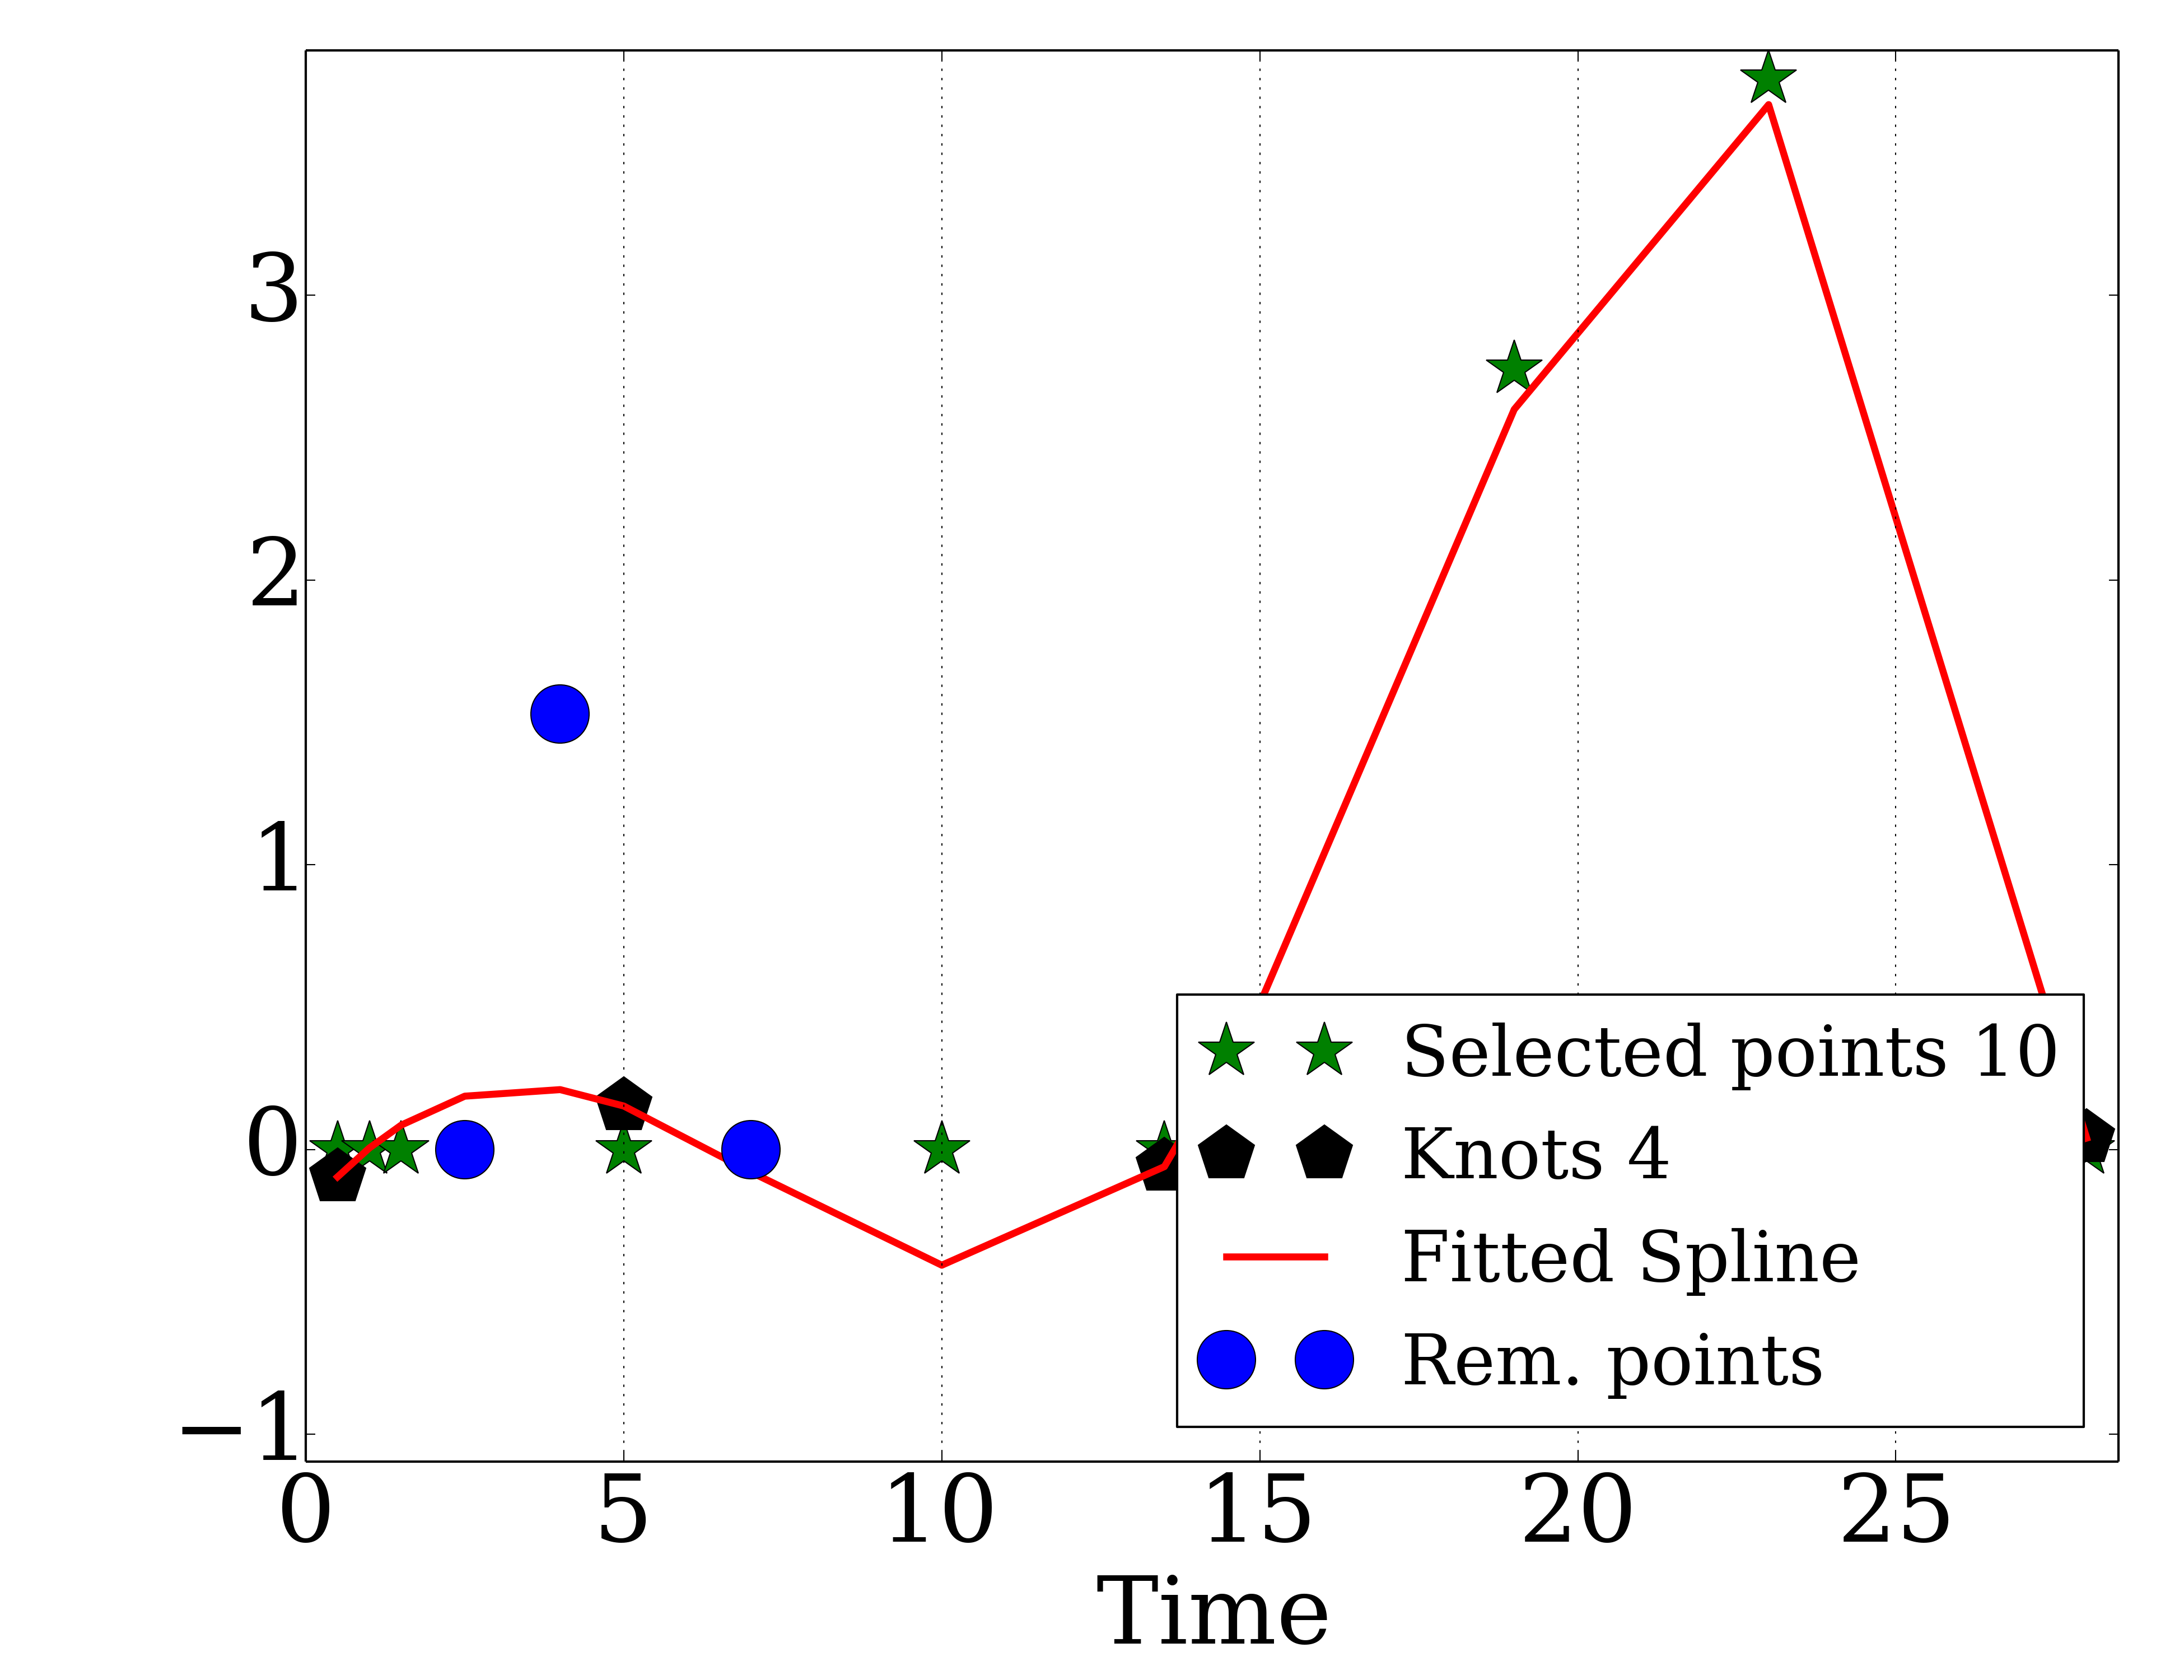 3
2
1
0
−1
Selected points 10
Knots 4
Fitted Spline
Rem. points
0 5 10 15 20 25
Time